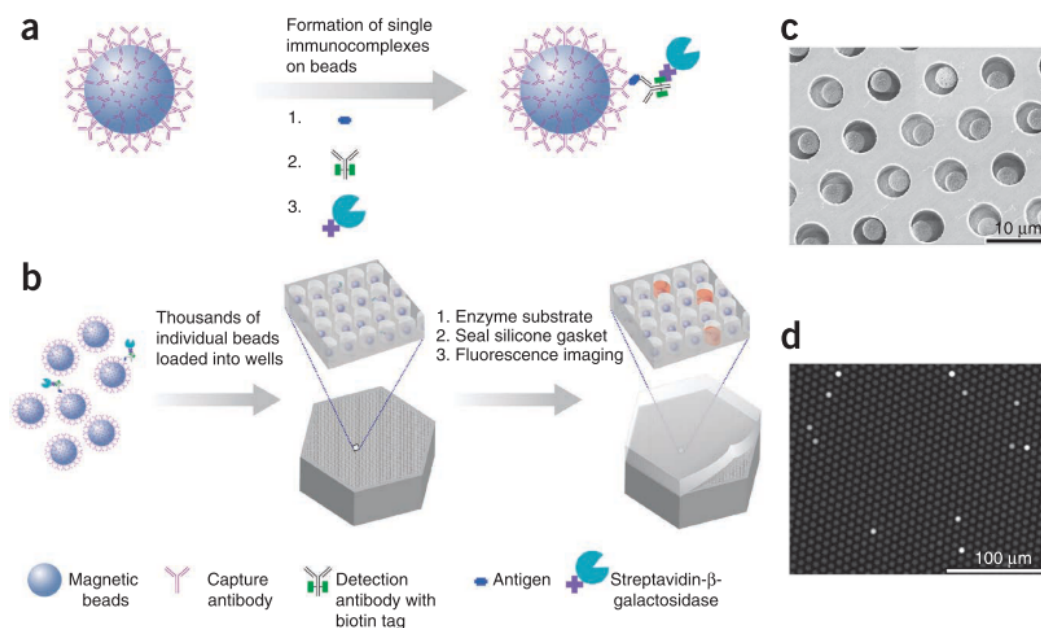 a
Formation of single
immunocomplexes
on beads
1.
2.
3.
c
10 μm
b
Thousands of
individual beads
loaded into wells
1. Enzyme substrate
2. Seal silicone gasket
3. Fluorescence imaging
d
100 μm
Magnetic
beads
Capture
antibody
Detection
antibody with
biotin tag
Antigen
Streptavidin-β-
galactosidase